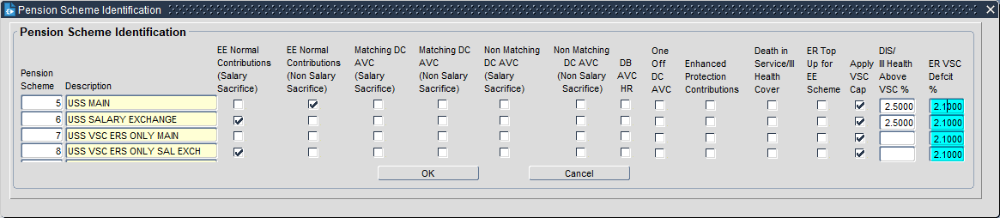 Pension Scheme Identification
Pension Scheme Identification
Pension Scheme
Description
EE Normal Contributions (Salary Sacrifice)
EE Normal Contributions (Non Salary Sacrifice)
Matching DC AVC (Salary Sacrifice)
Matching DC AVC (Non Salary Sacrifice)
Non Matching DC AVC (Salary Sacrifice)
Non Matching DC AVC (Non Salary Sacrifice)
DB AVC HR
One Off DC AVC
Enhanced Protection Contributions
Death in Service/Ill Health Cover
ER Top Up for EE Scheme
Apply VSC Cap
DIS/ Ill Health Above VSC %
ER VSC Defcit %
5 USS MAIN 2.5000 2.1000
6 USS SALARY EXCHANGE 2.5000 2.1000
7 USS VSC ERS ONLY MAIN 2.1000
8 USS VSC ERS ONLY SAL EXCH 2.1000
OK Cancel